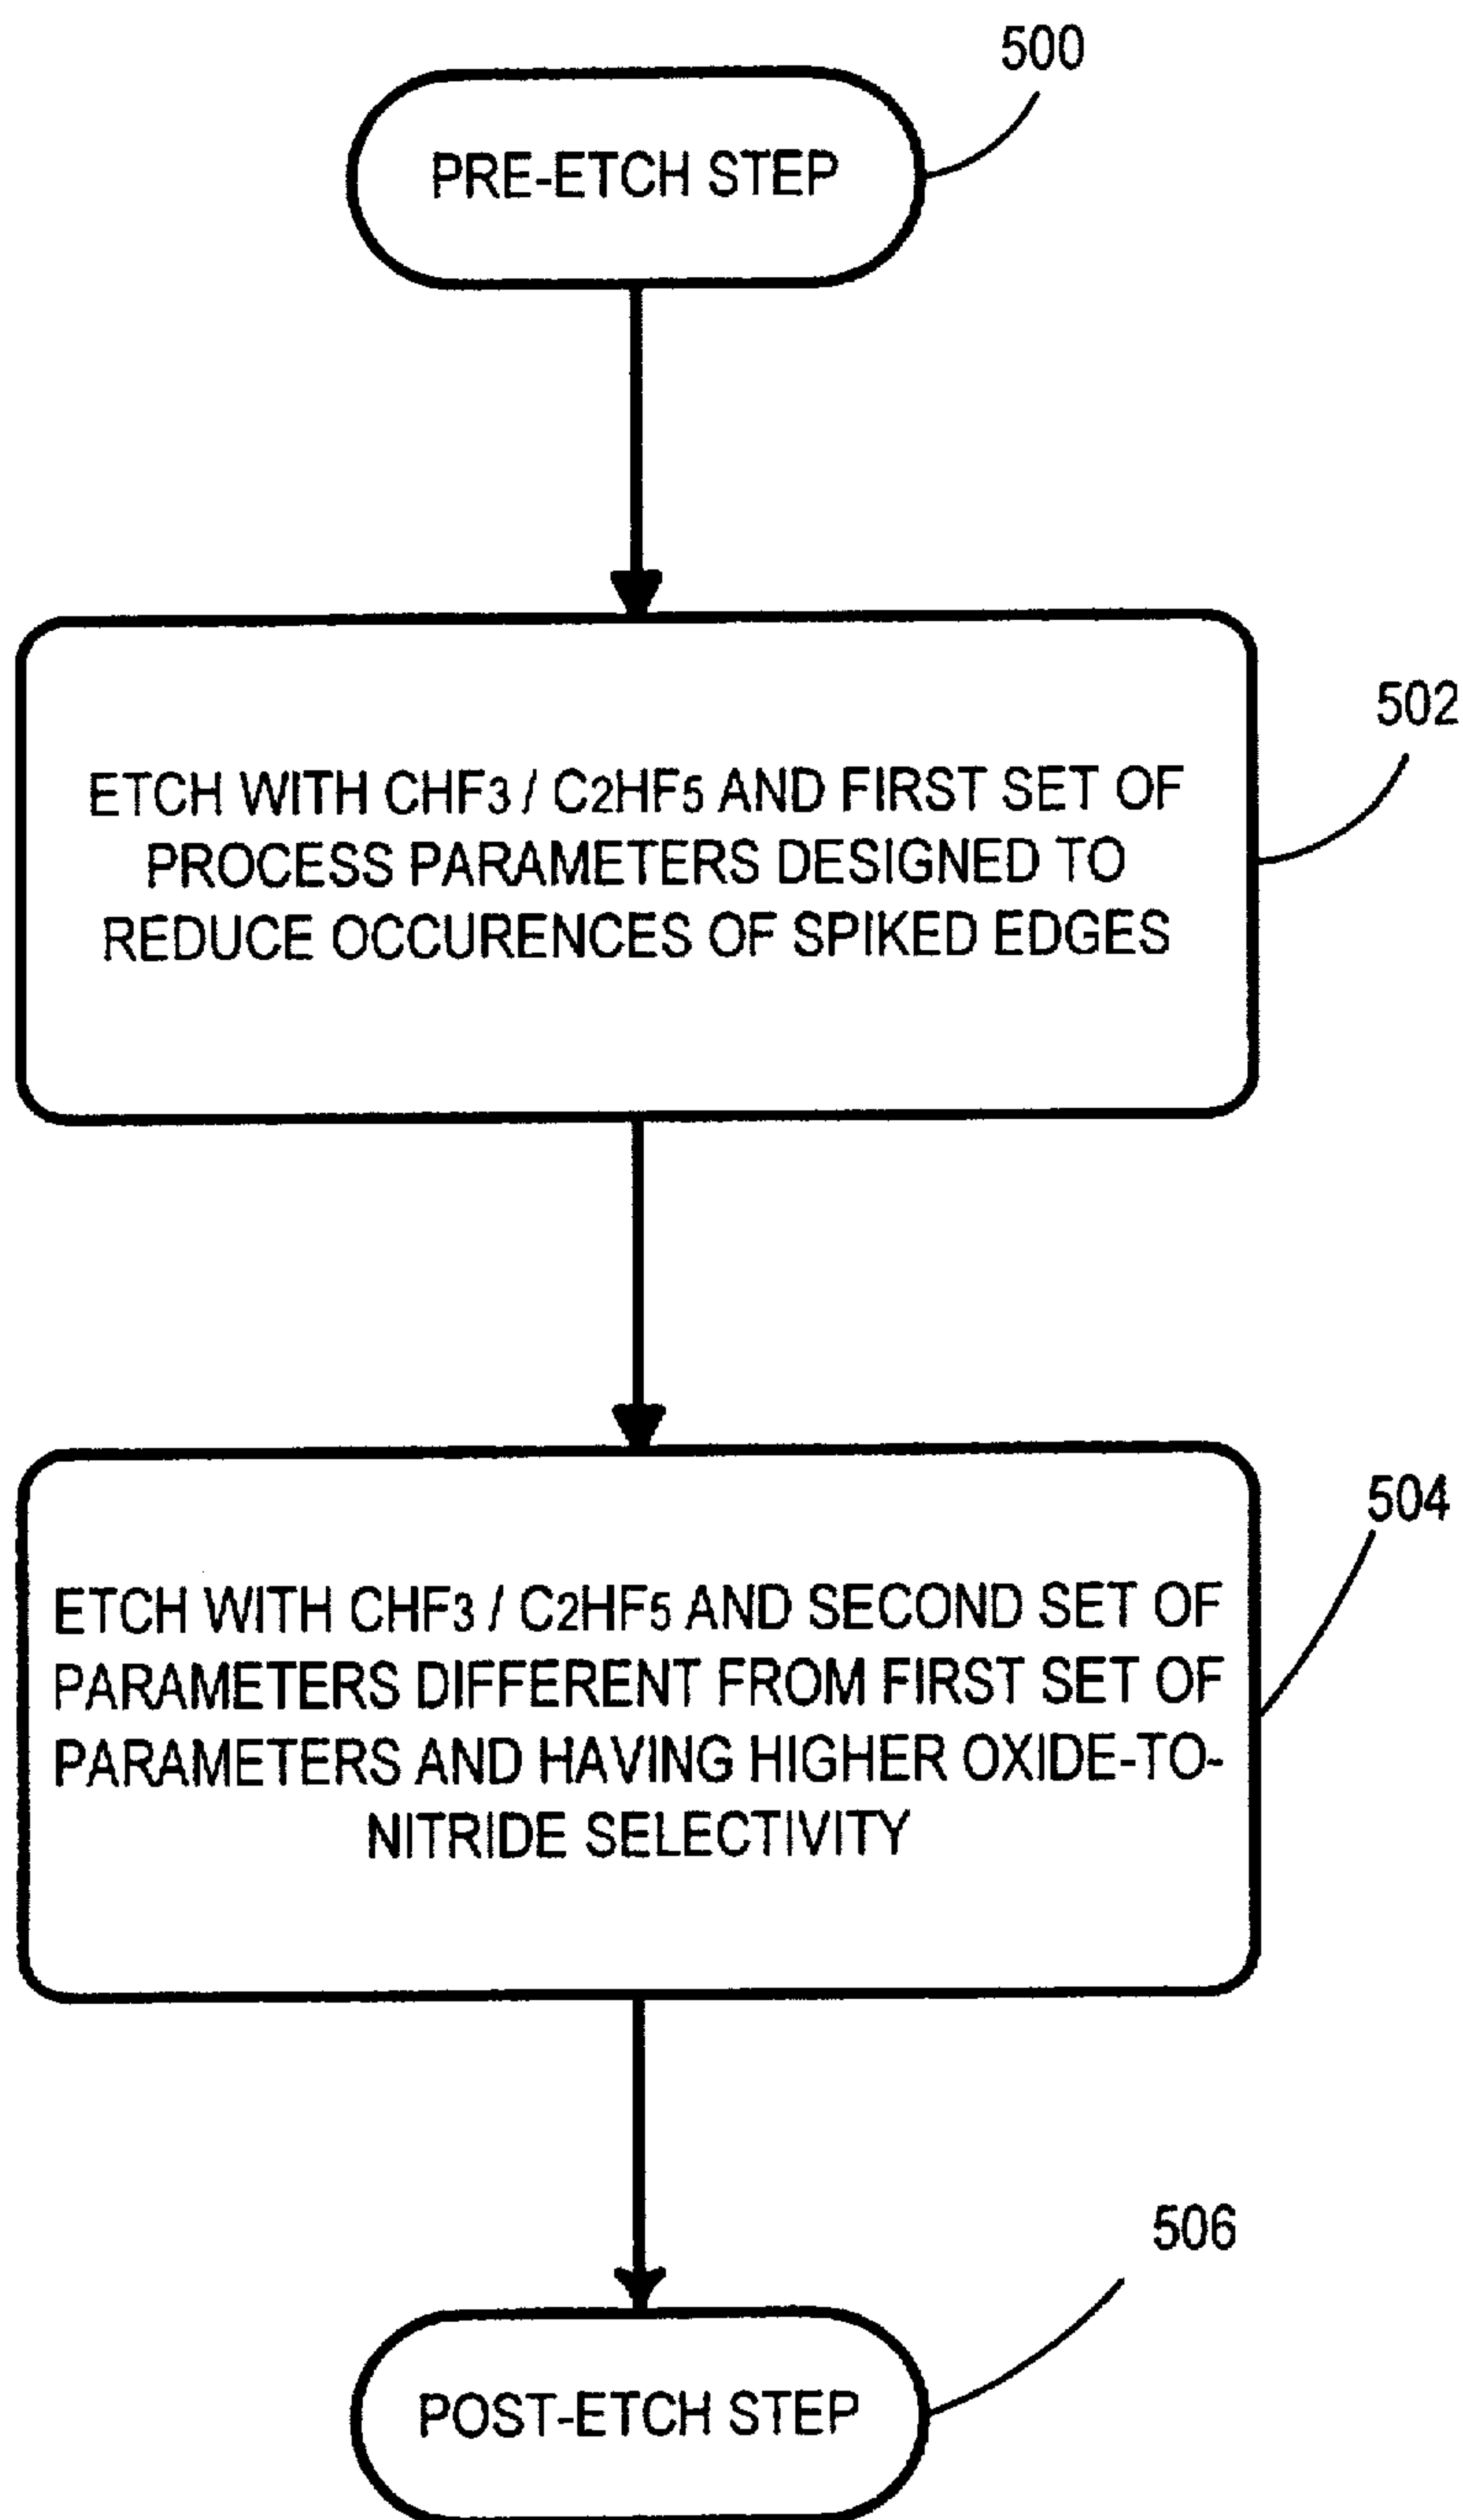 500
PRE-ETCH STEP
502
ETCH WITH CHF3 / C2HF5 AND FIRST SET OF
PROCESS PARAMETERS DESIGNED TO
REDUCE OCCURENCES OF SPIKED EDGES
504
ETCH WITH CHF3 / C2HF5 AND SECOND SET OF
PARAMETERS DIFFERENT FROM FIRST SET OF
PARAMETERS AND HAVING HIGHER OXIDE-TO-
NITRIDE SELECTIVITY
506
POST-ETCH STEP